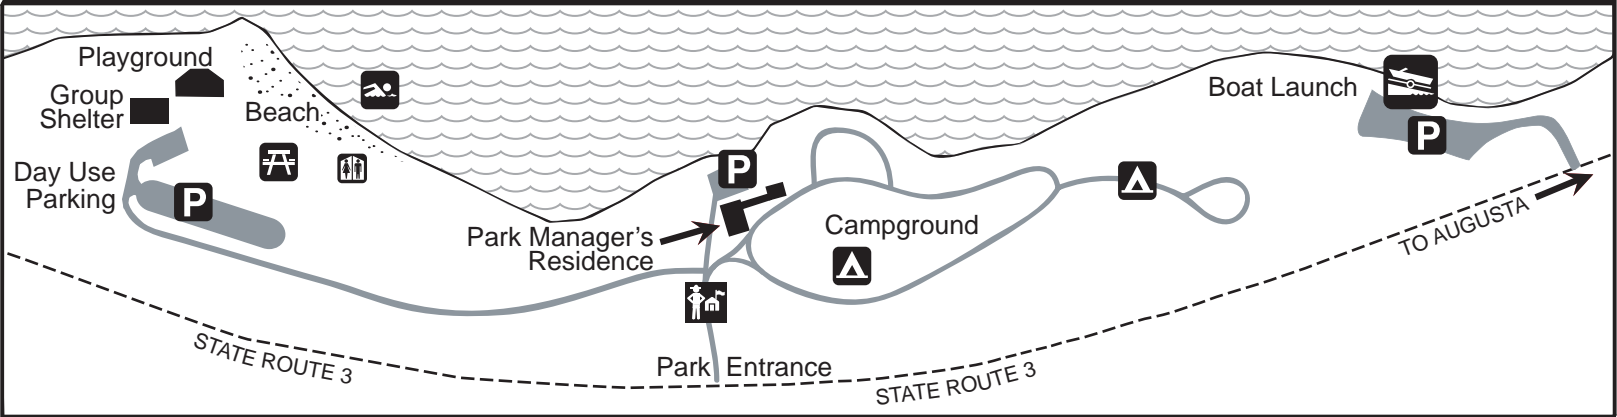 Playground
Group
Shelter
Beach
Day Use
Parking
P
P
Park Manager's
Residence
Campground
Boat Launch
P
TO AUGUSTA
Park Entrance
STATE ROUTE 3
STATE ROUTE 3